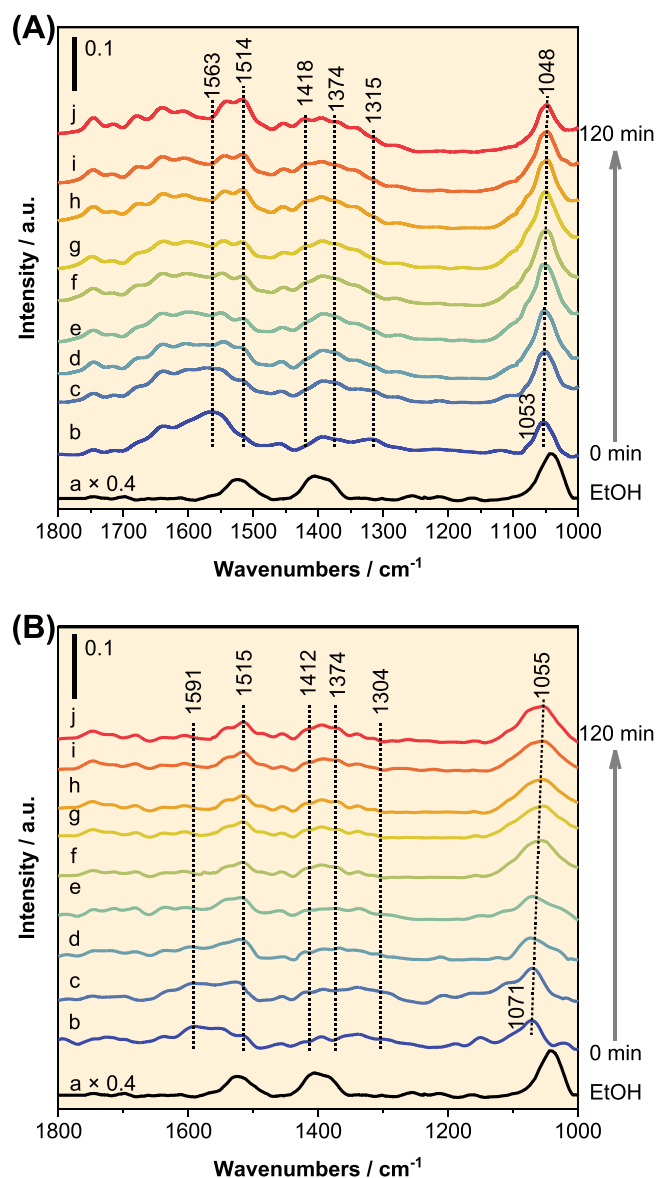 (A)
0.1
1563
1514
1418
1374
1315
1048
j
120 min
i
h
g
f
e
d
c
1053
b
0 min
a × 0.4
EtOH
Intensity / a.u.
1800 1700 1600 1500 1400 1300 1200 1100 1000
Wavenumbers / cm⁻¹
(B)
0.1
1591
1515
1412
1374
1304
1055
j
120 min
i
h
g
f
e
d
c
1071
b
0 min
a × 0.4
EtOH
Intensity / a.u.
1800 1600 1400 1200 1000
Wavenumbers / cm⁻¹